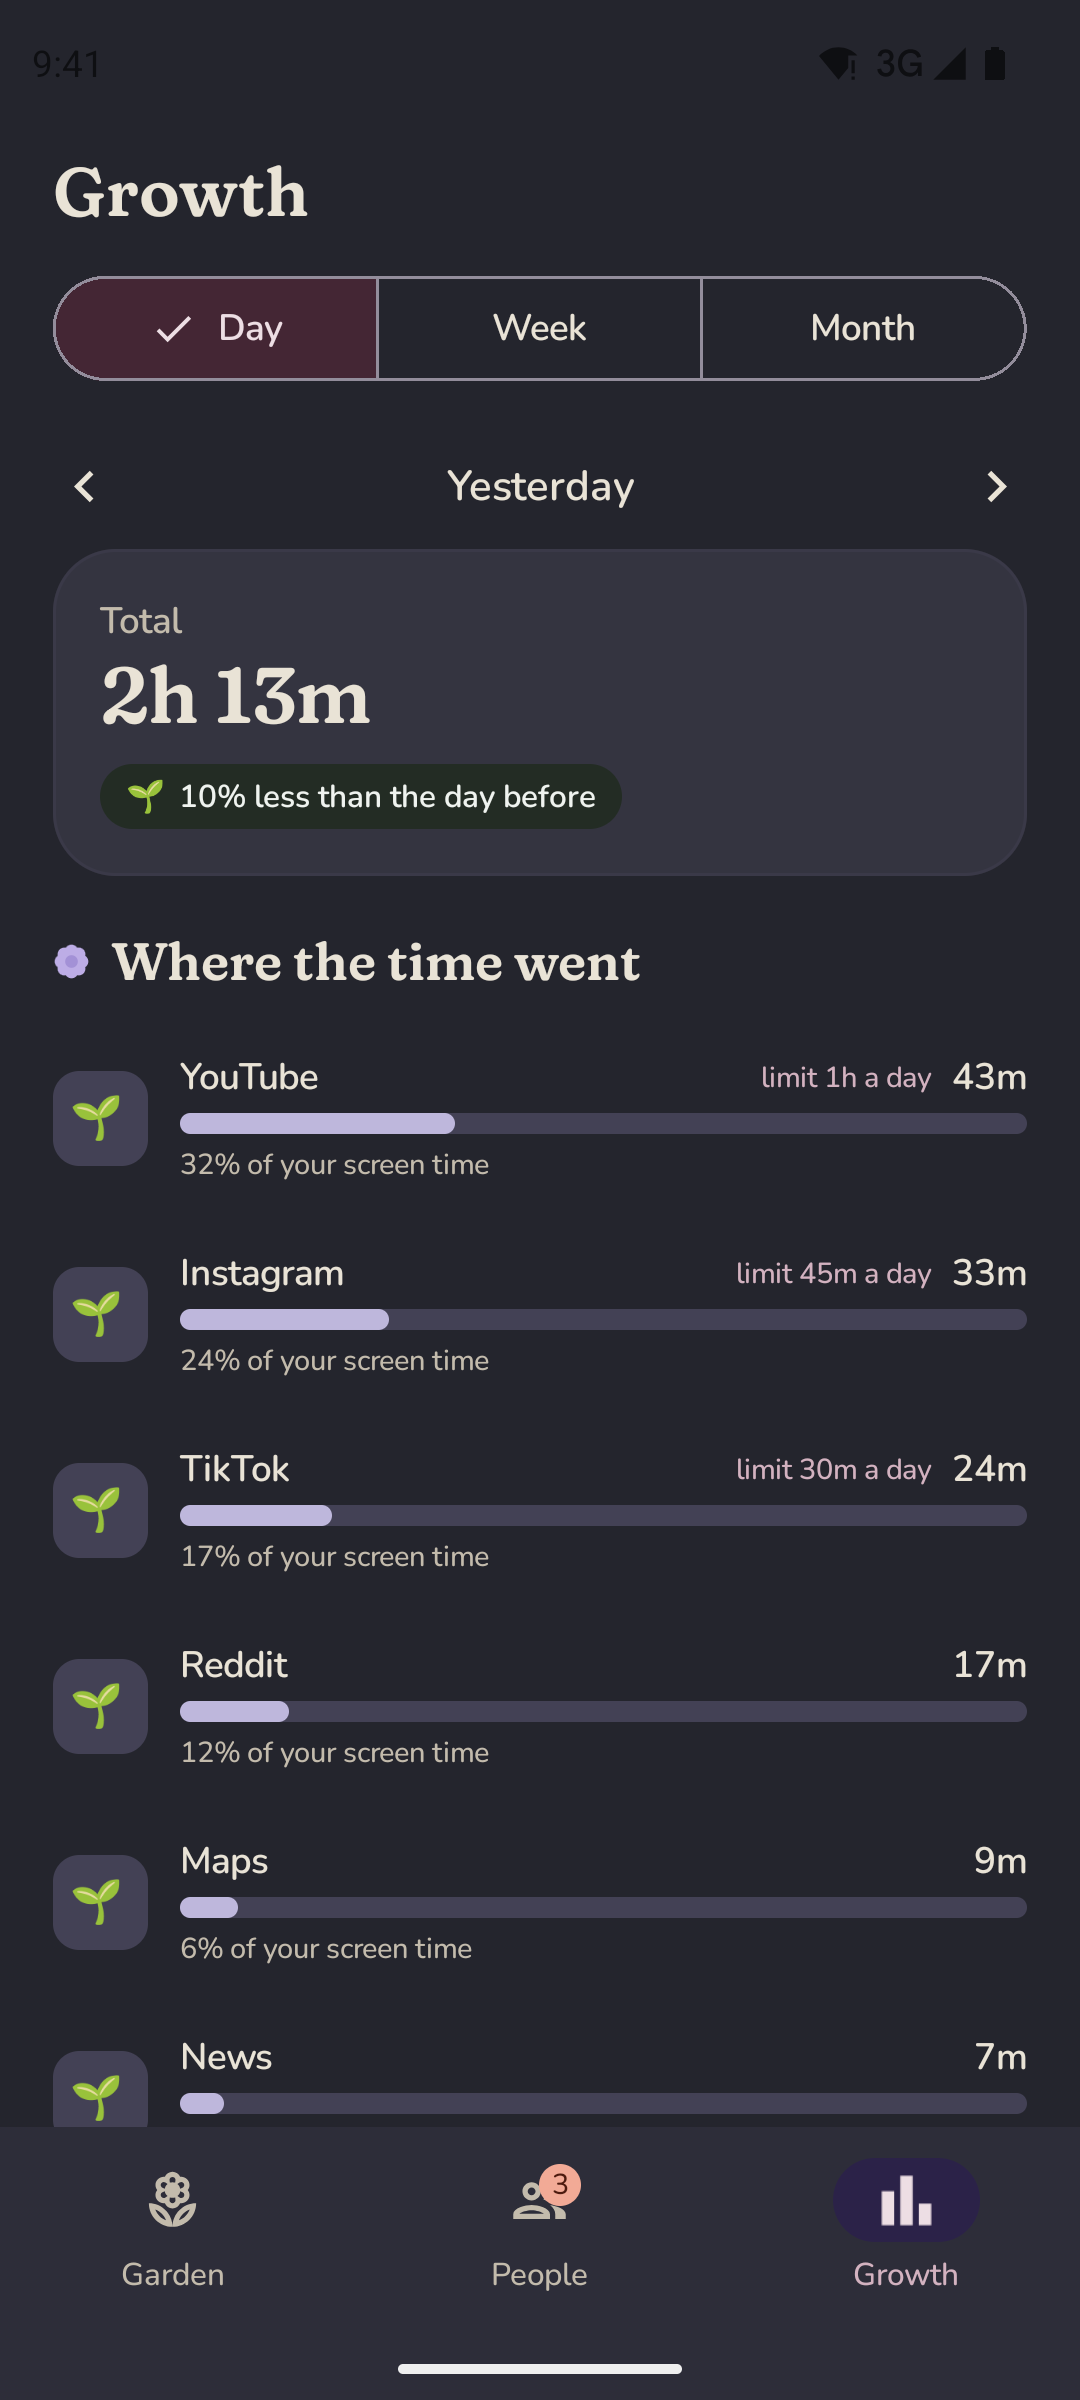 9:41
3G
Growth
Day
Week
Month
Yesterday
Total
2h 13m
10% less than the day before
Where the time went
YouTube
limit 1h a day 43m
32% of your screen time
Instagram
limit 45m a day 33m
24% of your screen time
TikTok
limit 30m a day 24m
17% of your screen time
Reddit
17m
12% of your screen time
Maps
9m
6% of your screen time
News
7m
3
Garden
People
Growth